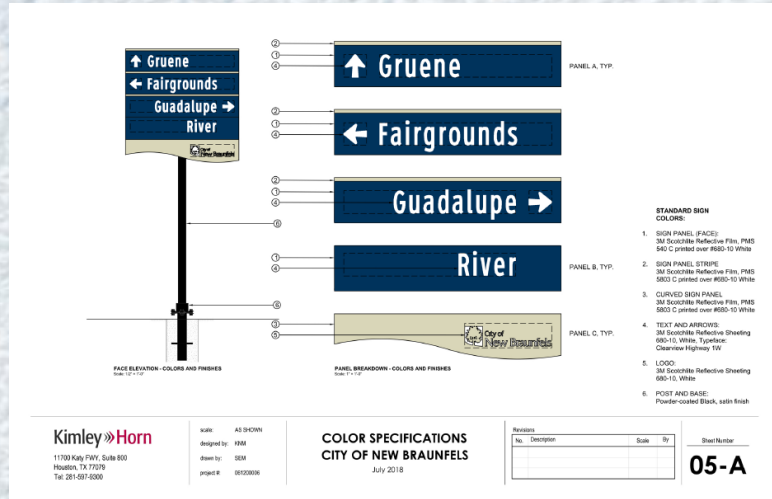 Gruene
Fairgrounds
Guadalupe
River
City of
New Braunfels
6
6
FACE ELEVATION - COLORS AND FINISHES
2
1
4
Gruene
PANEL A, TYP.
2
1
4
Fairgrounds
2
1
4
Guadalupe
1
4
River
PANEL B, TYP.
3
5
City of
New Braunfels
PANEL C, TYP.
PANEL BREAKDOWN - COLORS AND FINISHES
STANDARD SIGN
COLORS:
1. SIGN PANEL (FACE):
3M Scotchlite Reflective Film, PMS
540 C printed over #680-10 White
2. SIGN PANEL STRIPE
3M Scotchlite Reflective Film, PMS
5803 C printed over #680-10 White
3. CURVED SIGN PANEL
3M Scotchlite Reflective Film, PMS
5803 C printed over #680-10 White
4. TEXT AND ARROWS:
3M Scotchlite Reflective Sheeting
680-10, White, Typeface:
Clearview Highway 1W
5. LOGO:
3M Scotchlite Reflective Sheeting
680-10, White
6. POST AND BASE:
Powder-coated Black, satin finish
Kimley»Horn
11700 Katy FWY, Suite 800
Houston, TX 77079
Tel: 281-597-9300
scale: AS SHOWN
designed by: KNM
drawn by: SEM
project #: 061200006
COLOR SPECIFICATIONS
CITY OF NEW BRAUNFELS
July 2018
Revisions
No. Description Scale By
Sheet Number
05-A